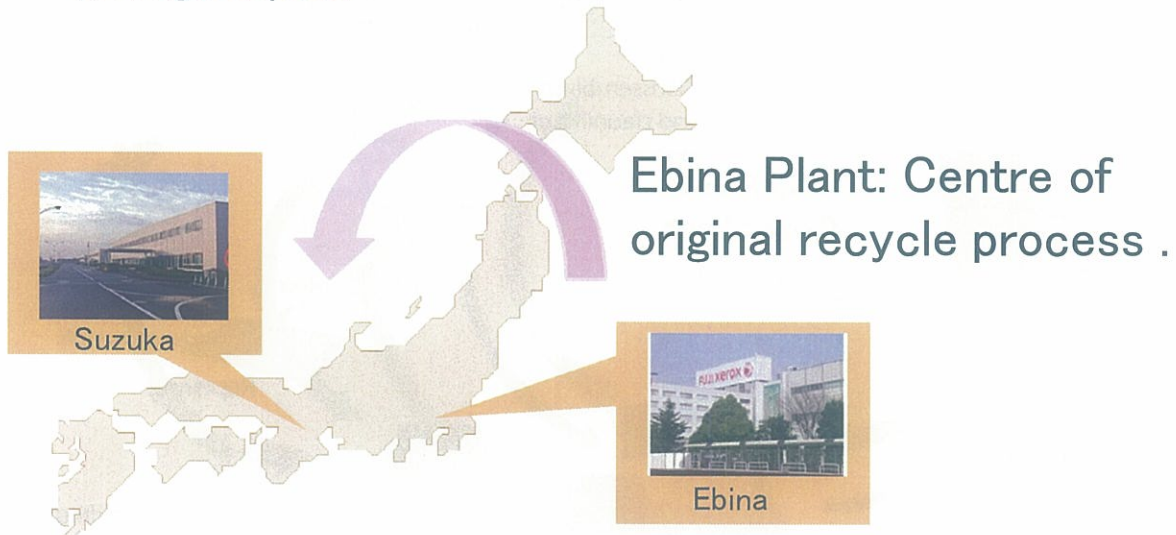 Ebina Plant: Centre of
original recycle process .
Suzuka
FUJI xerox
Ebina